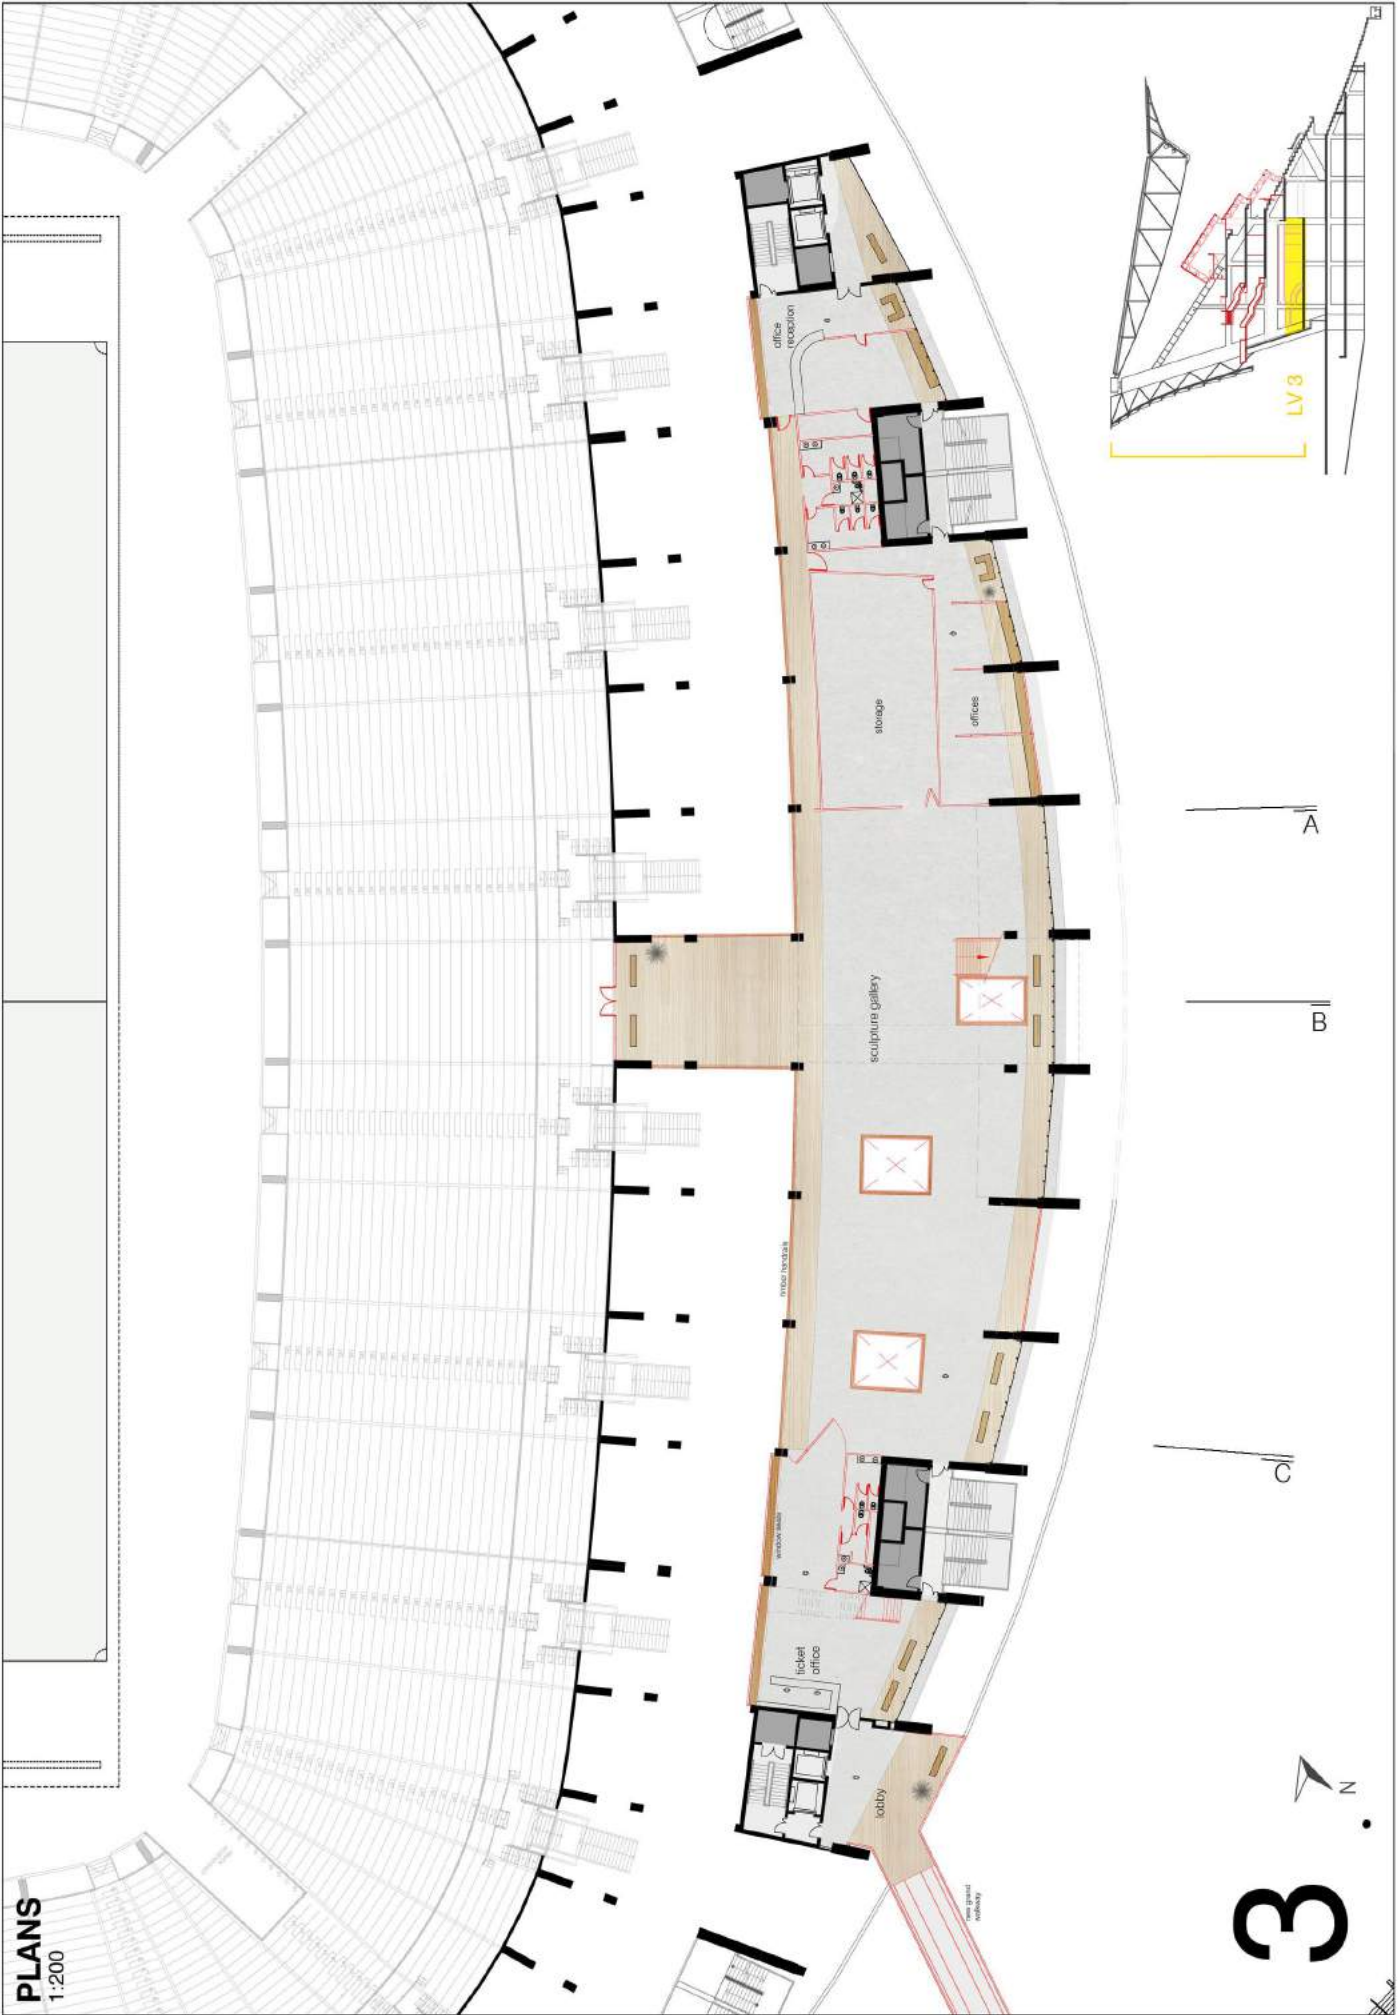 PLANS
1:200
lobby
new grand
walkway
ticket
office
window seats
timber handrails
sculpture gallery
storage
offices
office
reception
C
B
A
LV 3
N
3